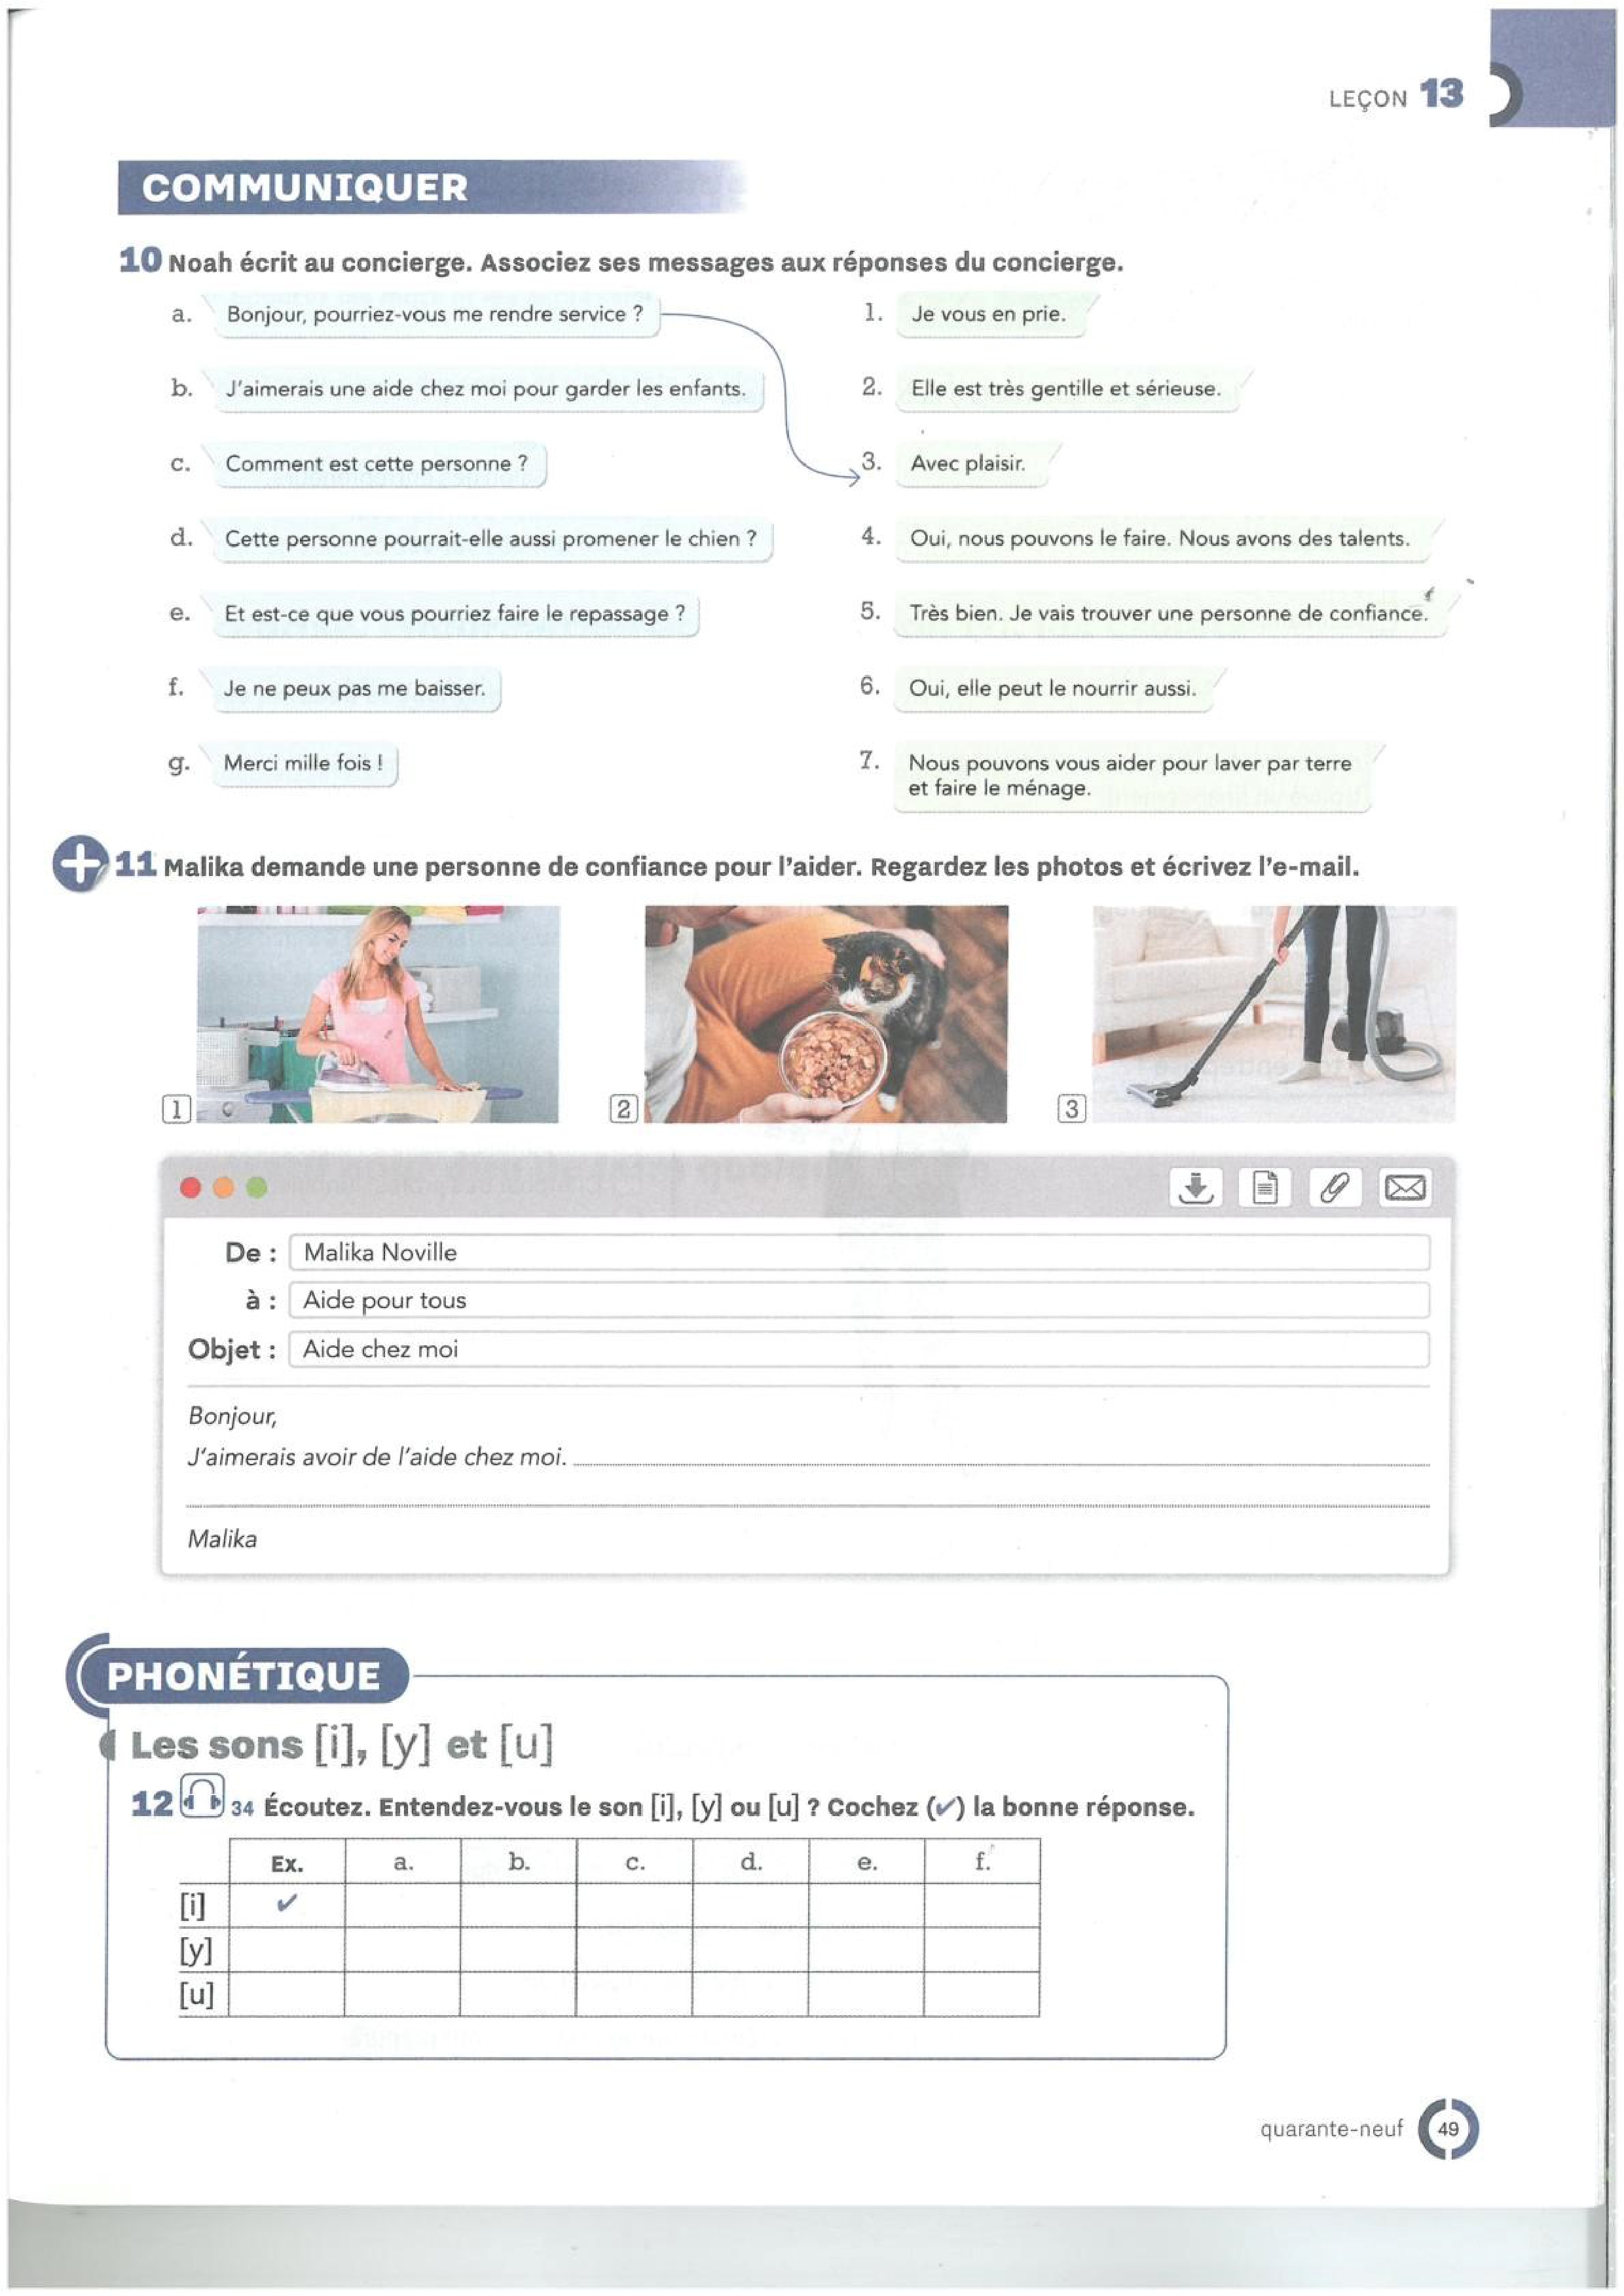 LEÇON 13
COMMUNIQUER
10 Noah écrit au concierge. Associez ses messages aux réponses du concierge.
a. Bonjour, pourriez-vous me rendre service ?
1. Je vous en prie.
b. J'aimerais une aide chez moi pour garder les enfants.
2. Elle est très gentille et sérieuse.
c. Comment est cette personne ?
3. Avec plaisir.
d. Cette personne pourrait-elle aussi promener le chien ?
4. Oui, nous pouvons le faire. Nous avons des talents.
e. Et est-ce que vous pourriez faire le repassage ?
5. Très bien. Je vais trouver une personne de confiance.
f. Je ne peux pas me baisser.
6. Oui, elle peut le nourrir aussi.
g. Merci mille fois !
7. Nous pouvons vous aider pour laver par terre
et faire le ménage.
11 Malika demande une personne de confiance pour l'aider. Regardez les photos et écrivez l'e-mail.
1
2
3
De : Malika Noville
à : Aide pour tous
Objet : Aide chez moi
Bonjour,
J'aimerais avoir de l'aide chez moi.
Malika
PHONÉTIQUE
Les sons [i], [y] et [u]
12 34 Écoutez. Entendez-vous le son [i], [y] ou [u] ? Cochez (✔) la bonne réponse.
Ex. a. b. c. d. e. f.
[i] ✔
[y]
[u]
quarante-neuf 49